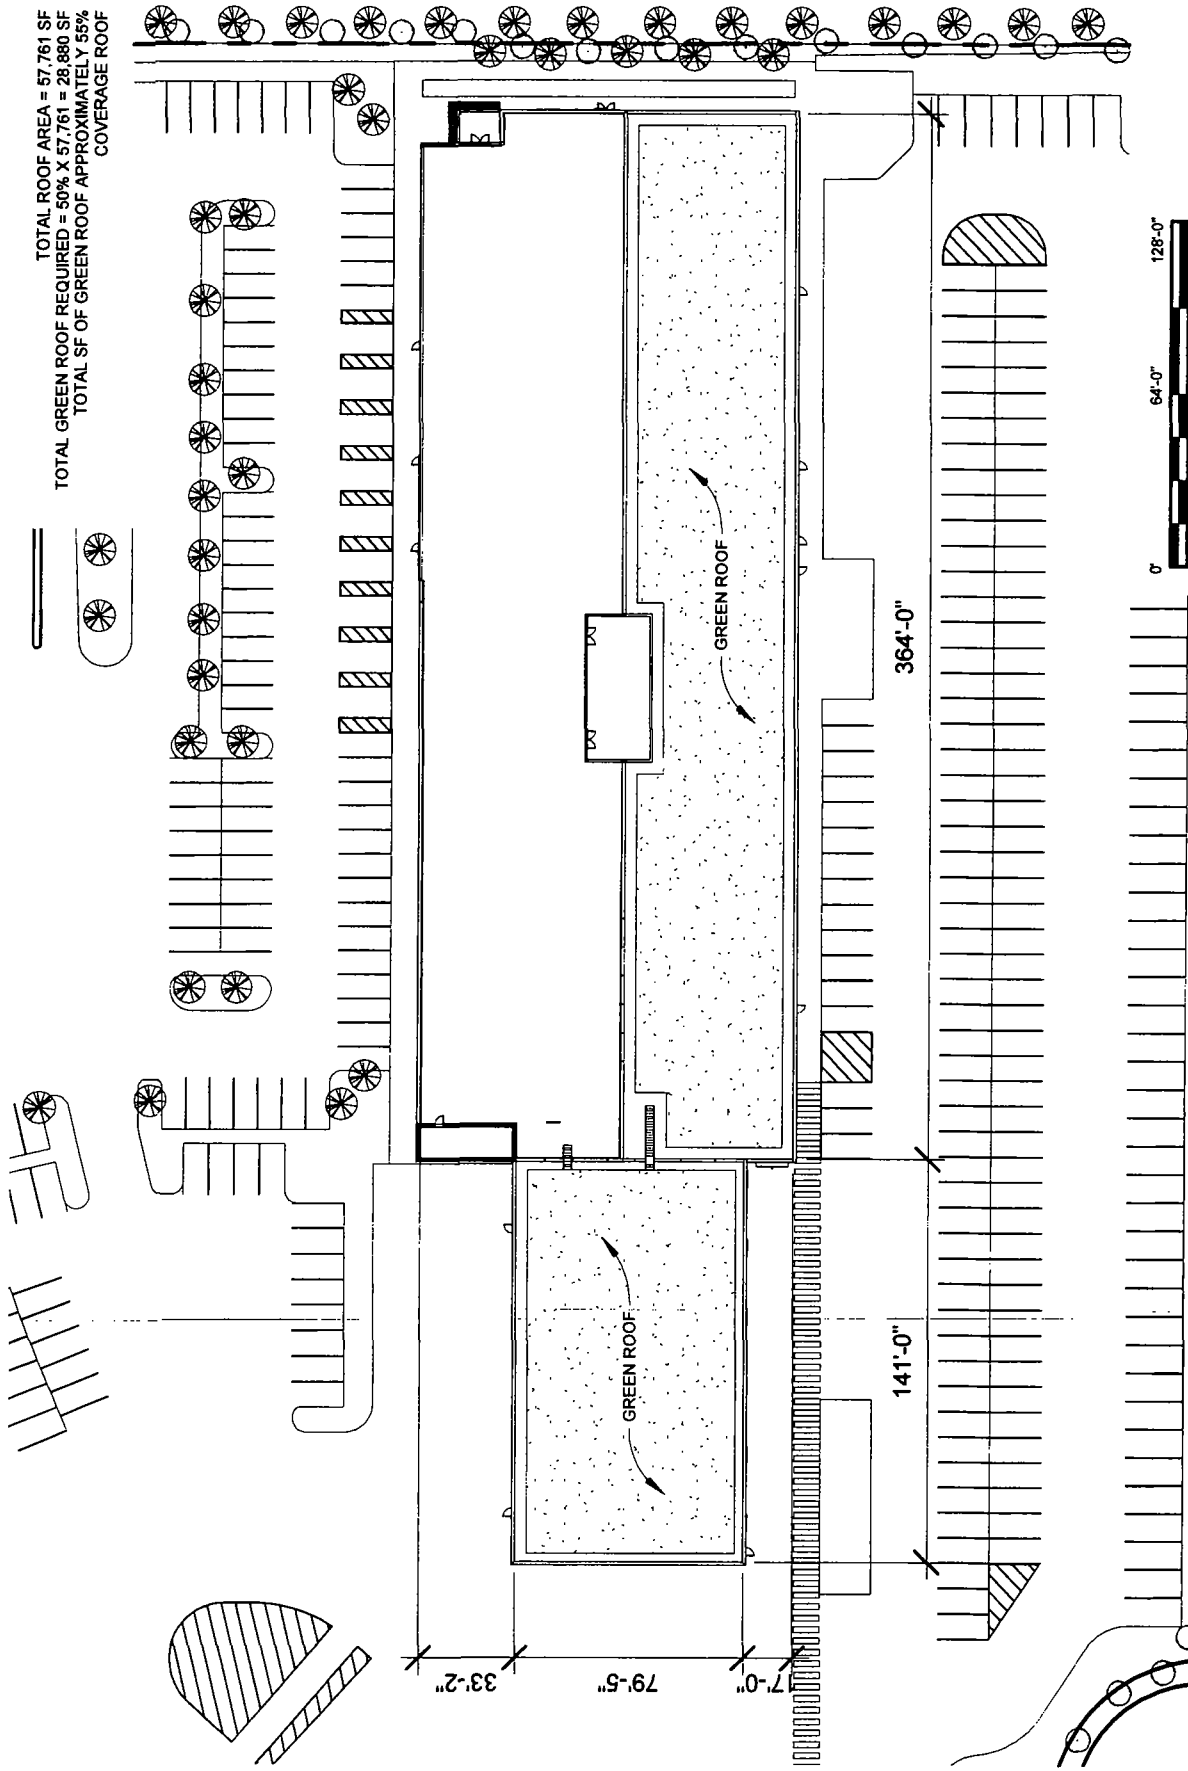 TOTAL ROOF AREA = 57,761 SF
TOTAL GREEN ROOF REQUIRED = 50% X 57,761 = 28,880 SF
TOTAL SF OF GREEN ROOF APPROXIMATELY 55%
COVERAGE ROOF
GREEN ROOF
GREEN ROOF
364'-0"
141'-0"
33'-2"
79'-5"
17'-0"
0'
64'-0"
128'-0"